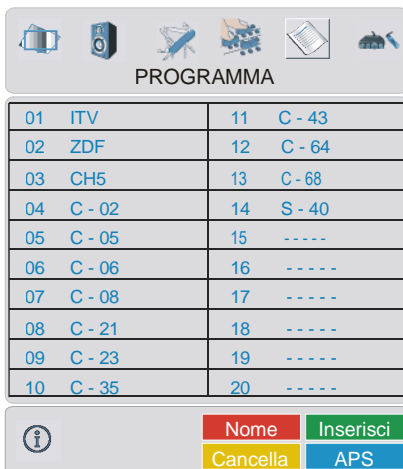 PROGRAMMA
01 ITV 11 C - 43
02 ZDF 12 C - 64
03 CH5 13 C - 68
04 C - 02 14 S - 40
05 C - 05 15 - - - - -
06 C - 06 16 - - - - -
07 C - 08 17 - - - - -
08 C - 21 18 - - - - -
09 C - 23 19 - - - - -
10 C - 35 20 - - - - -
Nome Inserisci
Cancella APS